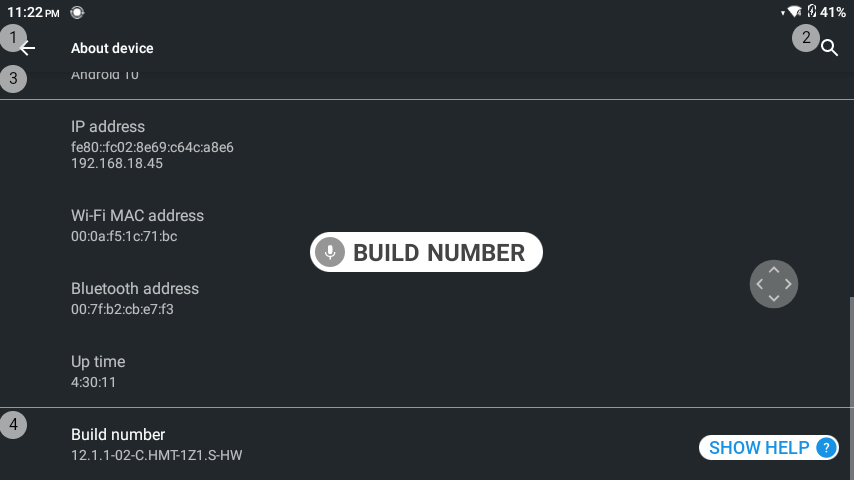 11:22 PM
41%
1
About device
2
3
Android 10
IP address
fe80::fc02:8e69:c64c:a8e6
192.168.18.45
Wi-Fi MAC address
00:0a:f5:1c:71:bc
BUILD NUMBER
Bluetooth address
00:7f:b2:cb:e7:f3
Up time
4:30:11
4
Build number
12.1.1-02-C.HMT-1Z1.S-HW
SHOW HELP ?